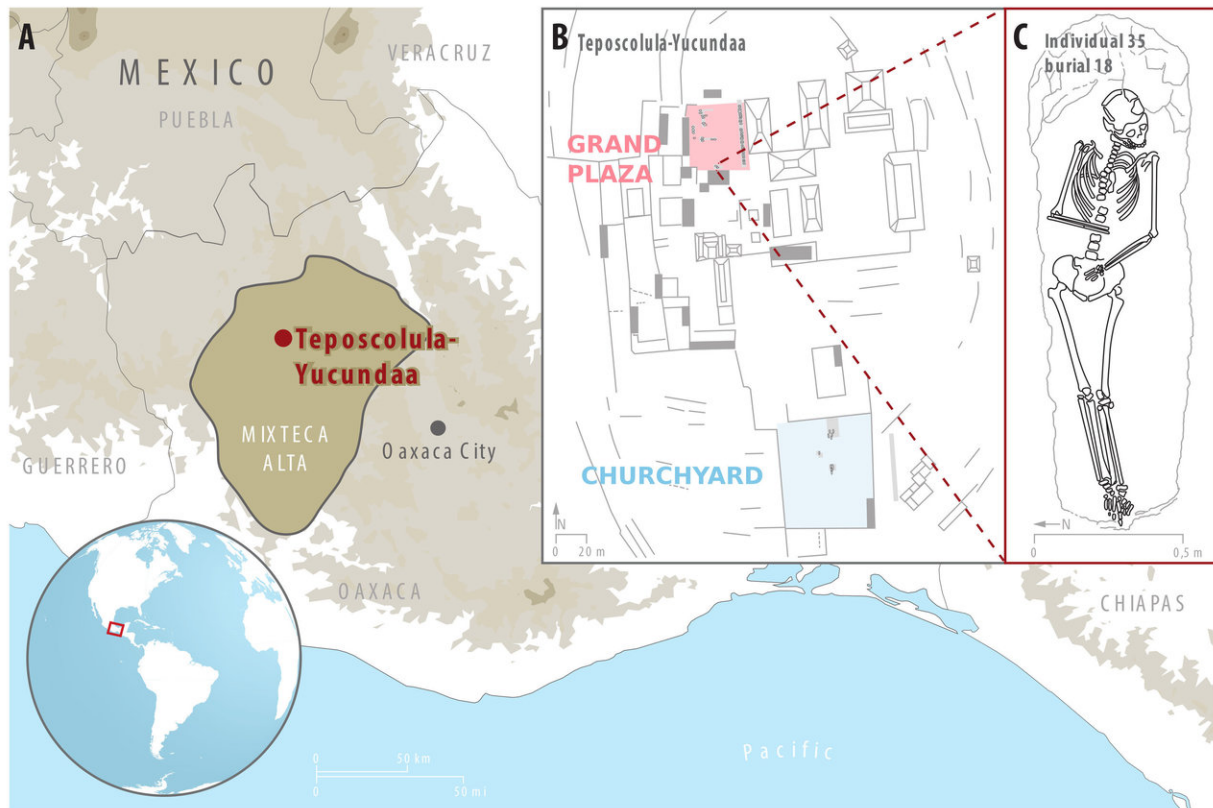 A
MEXICO
PUEBLA
VERACRUZ
Teposcolula-
Yucundaa
MIXTECA
ALTA
Oaxaca City
GUERRERO
OAXACA
CHIAPAS
Pacific
0 50 km
0 50 mi
B Teposcolula-Yucundaa
GRAND
PLAZA
CHURCHYARD
N
0 20 m
C Individual 35
burial 18
N
0 0,5 m